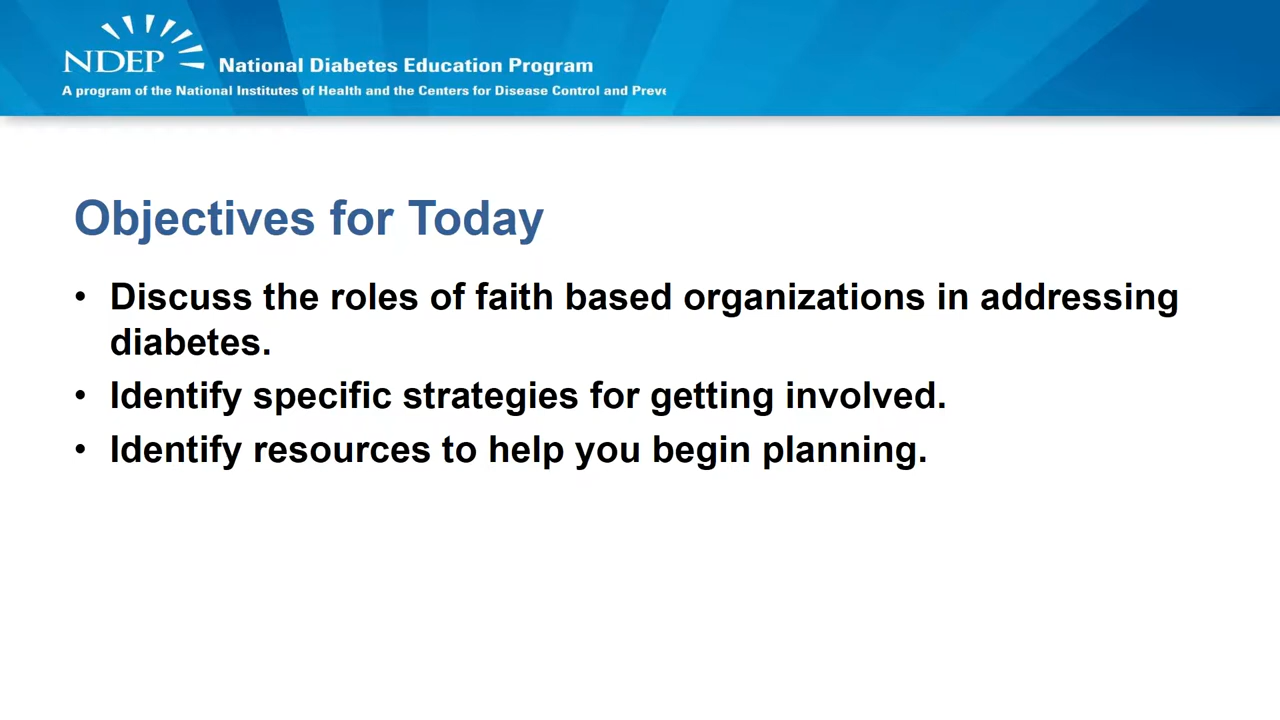 NDEP
National Diabetes Education Program
A program of the National Institutes of Health and the Centers for Disease Control and
Objectives for Today
• Discuss the roles of faith based organizations in addressing
diabetes.
• Identify specific strategies for getting involved.
• Identify resources to help you begin planning.